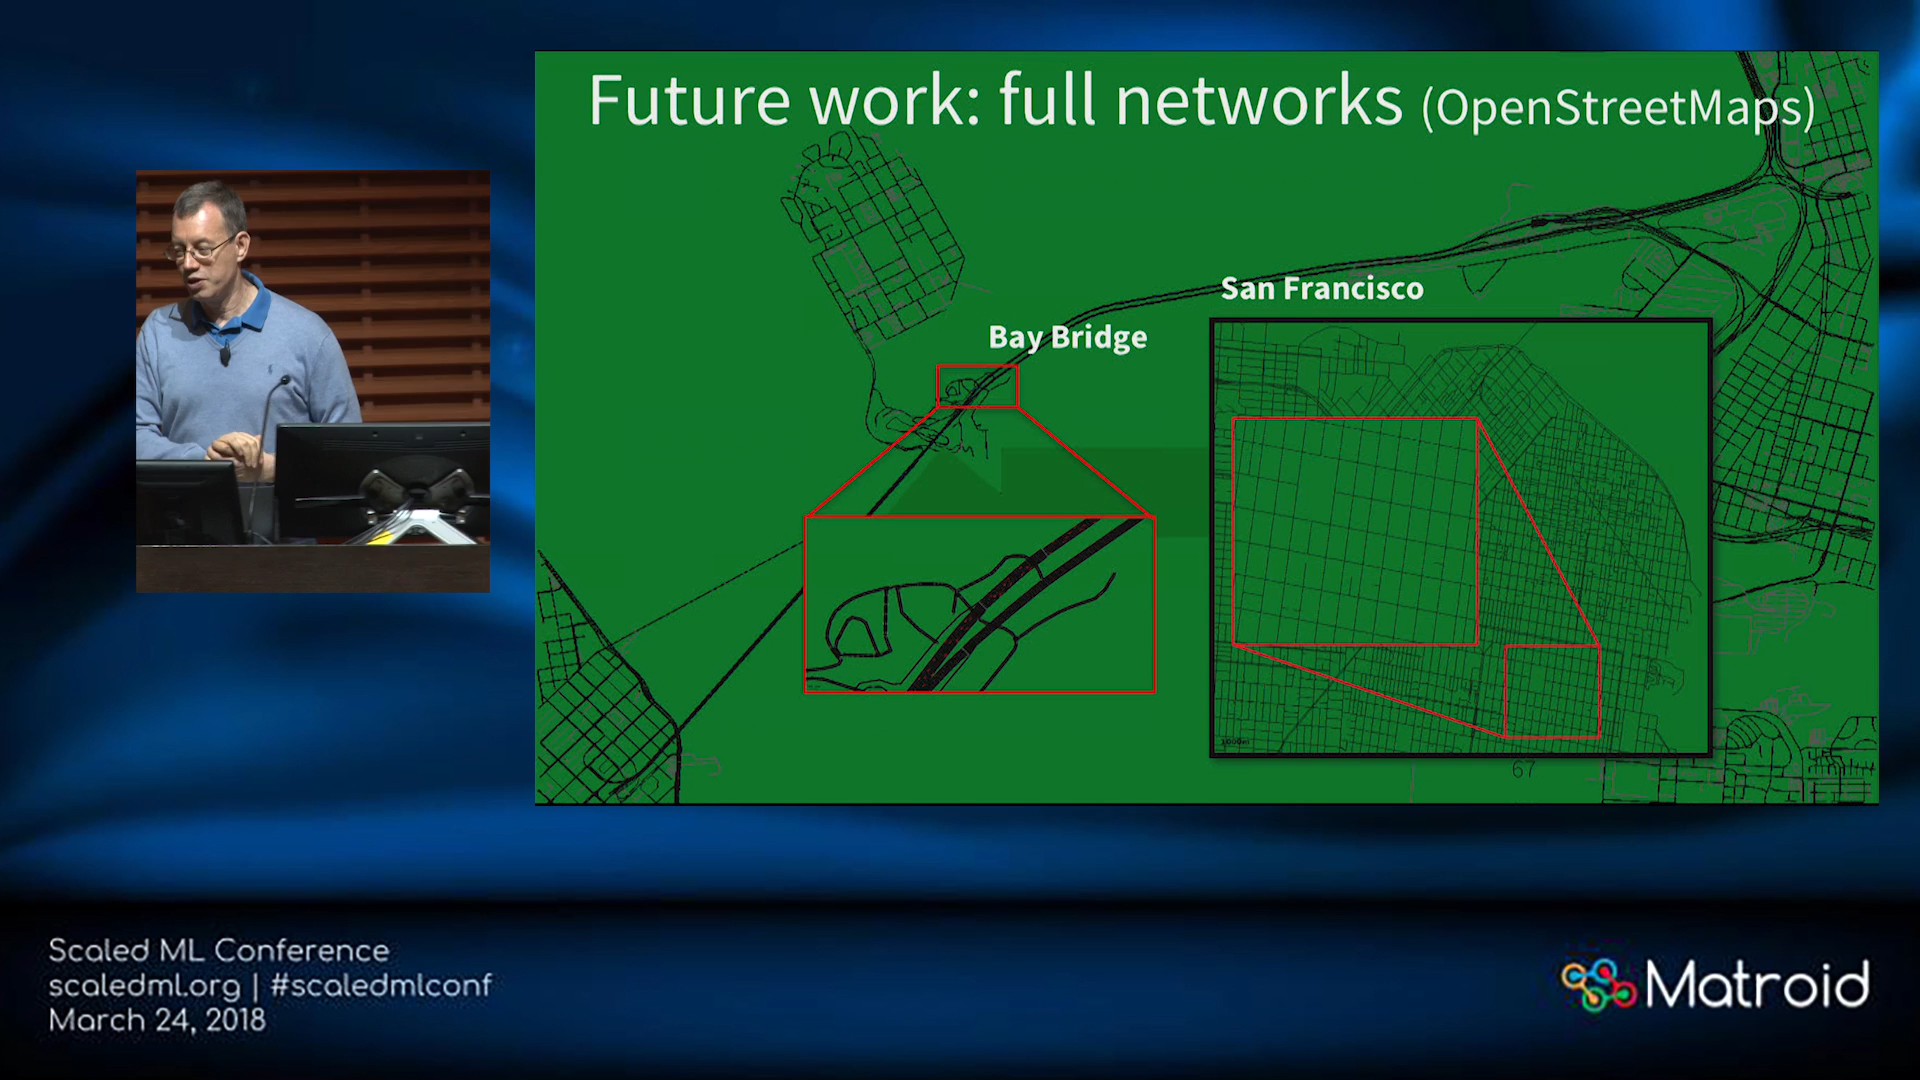 Future work: full networks (OpenStreetMaps)
San Francisco
Bay Bridge
1000m
67
Scaled ML Conference
scaledml.org | #scaledmlconf
March 24, 2018
Matroid